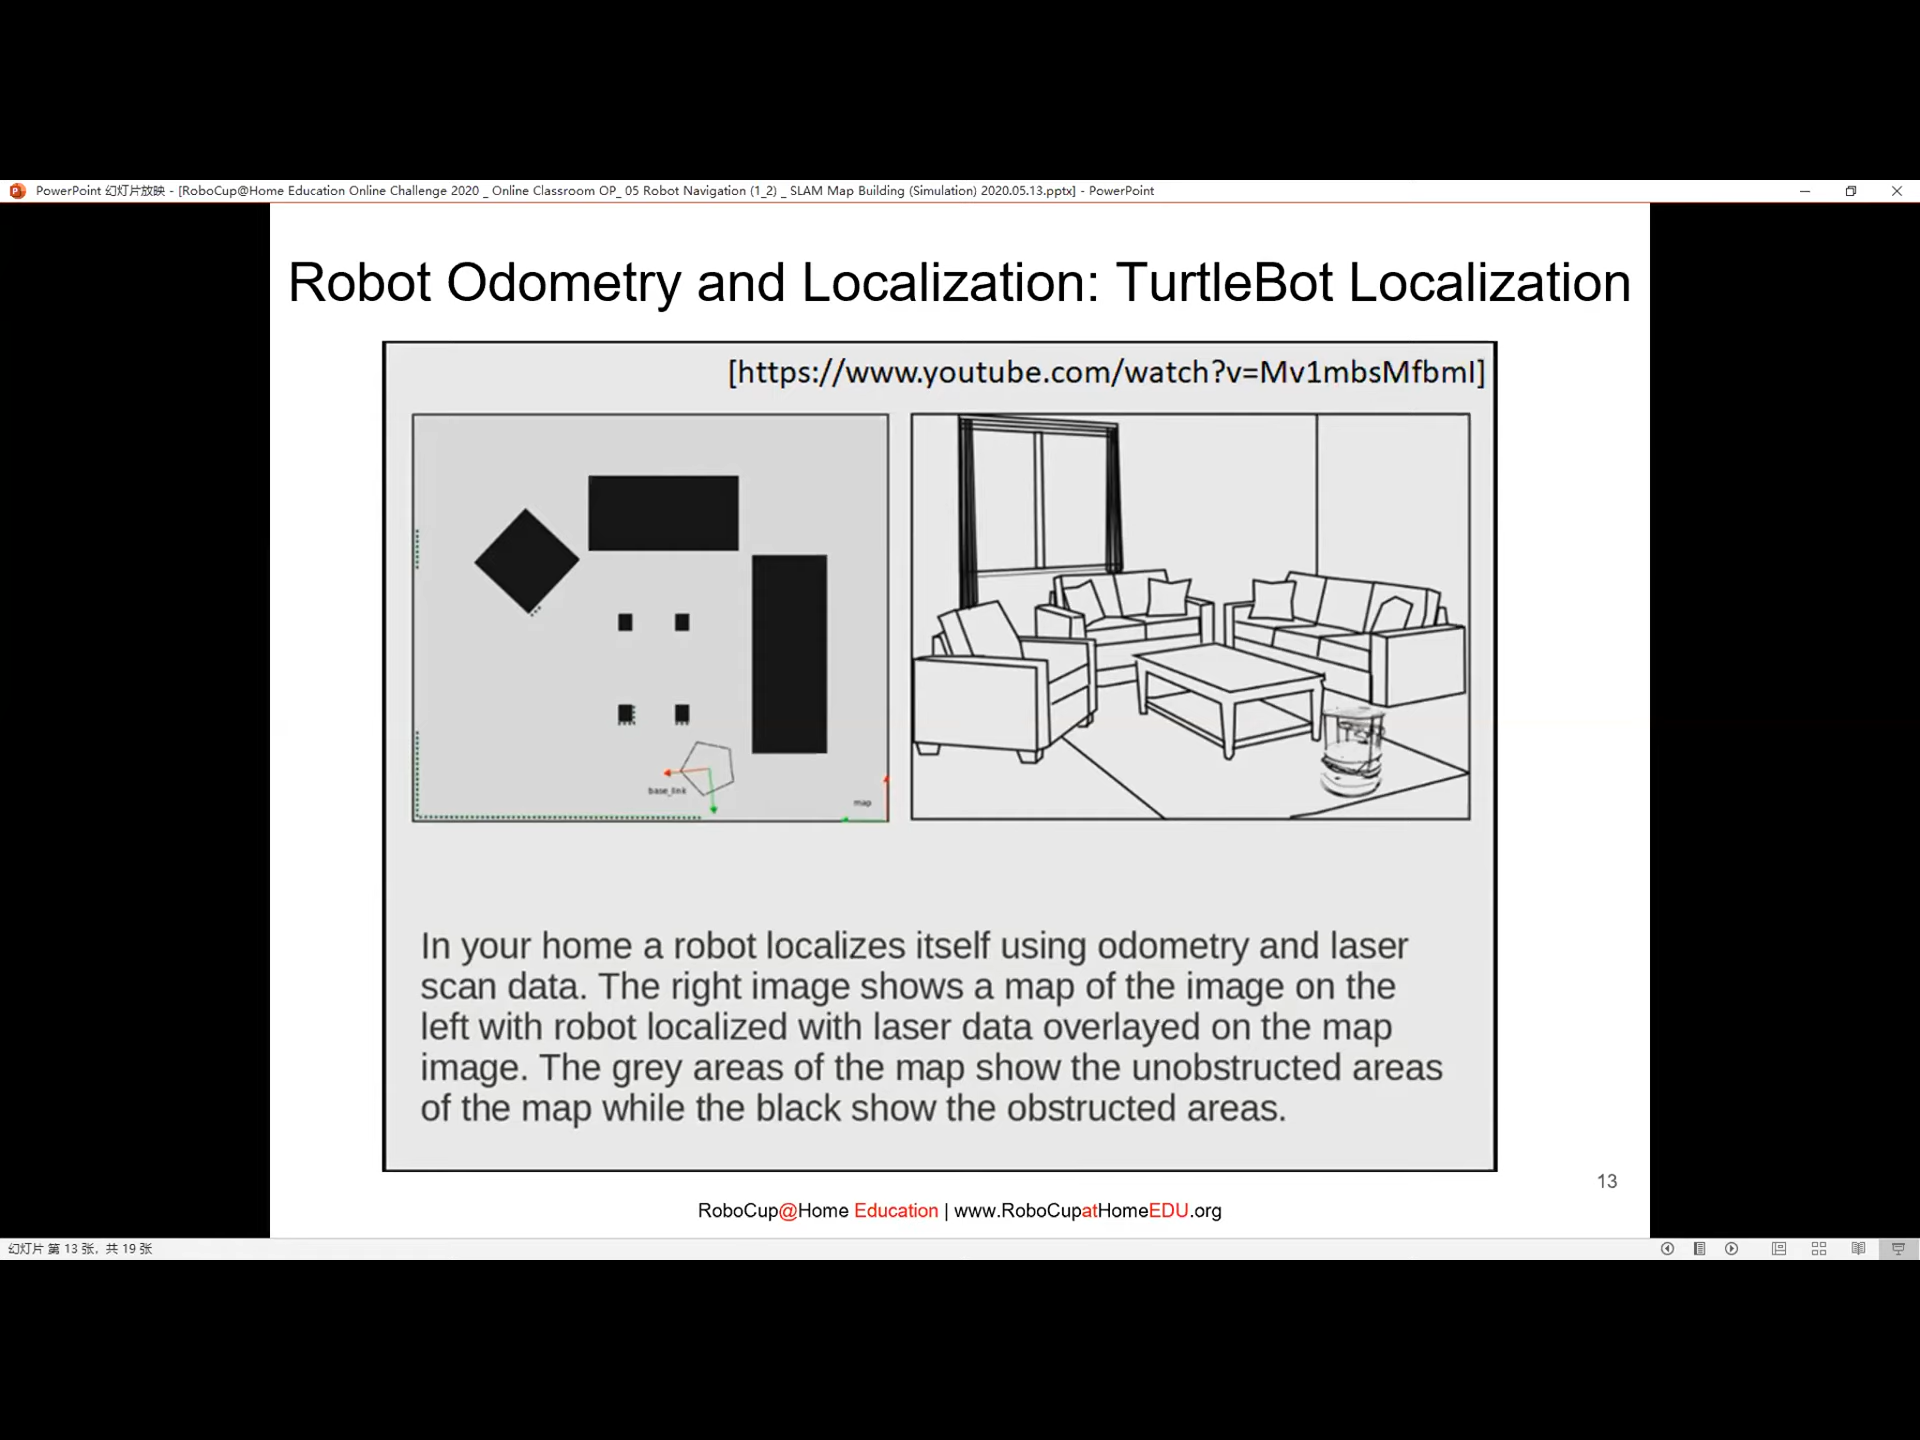 PowerPoint 幻灯片放映 - [RoboCup@Home Education Online Challenge 2020 _ Online Classroom OP_ 05 Robot Navigation (1_2) _ SLAM Map Building (Simulation) 2020.05.13.pptx] - PowerPoint
Robot Odometry and Localization: TurtleBot Localization
[https://www.youtube.com/watch?v=Mv1mbsMfbmI]
base_link
map
In your home a robot localizes itself using odometry and laser
scan data. The right image shows a map of the image on the
left with robot localized with laser data overlayed on the map
image. The grey areas of the map show the unobstructed areas
of the map while the black show the obstructed areas.
13
RoboCup@Home Education | www.RoboCupatHomeEDU.org
幻灯片 第 13 张，共 19 张